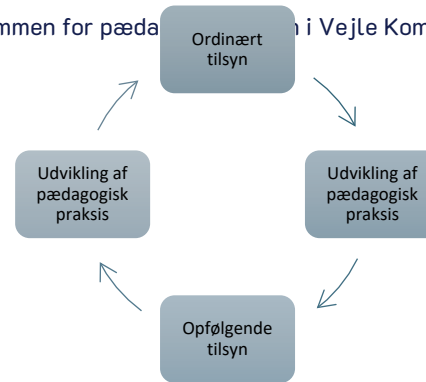 mmen for pæda
i Vejle Kom
Ordinært
tilsyn
Udvikling af
pædagogisk
praksis
Udvikling af
pædagogisk
praksis
Opfølgende
tilsyn